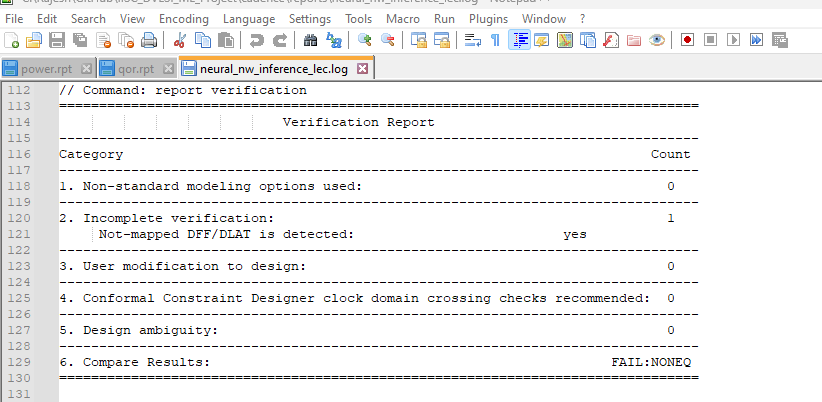 File Edit Search View Encoding Language Settings Tools Macro Run Plugins Window ?
power.rpt qor.rpt neural_nw_inference_lec.log
112 // Command: report verification
113 ================================================================================
114 Verification Report
115 --------------------------------------------------------------------------------
116 Category Count
117 --------------------------------------------------------------------------------
118 1. Non-standard modeling options used: 0
119 --------------------------------------------------------------------------------
120 2. Incomplete verification: 1
121 Not-mapped DFF/DLAT is detected: yes
122 --------------------------------------------------------------------------------
123 3. User modification to design: 0
124 --------------------------------------------------------------------------------
125 4. Conformal Constraint Designer clock domain crossing checks recommended: 0
126 --------------------------------------------------------------------------------
127 5. Design ambiguity: 0
128 --------------------------------------------------------------------------------
129 6. Compare Results: FAIL:NONEQ
130 ================================================================================
131